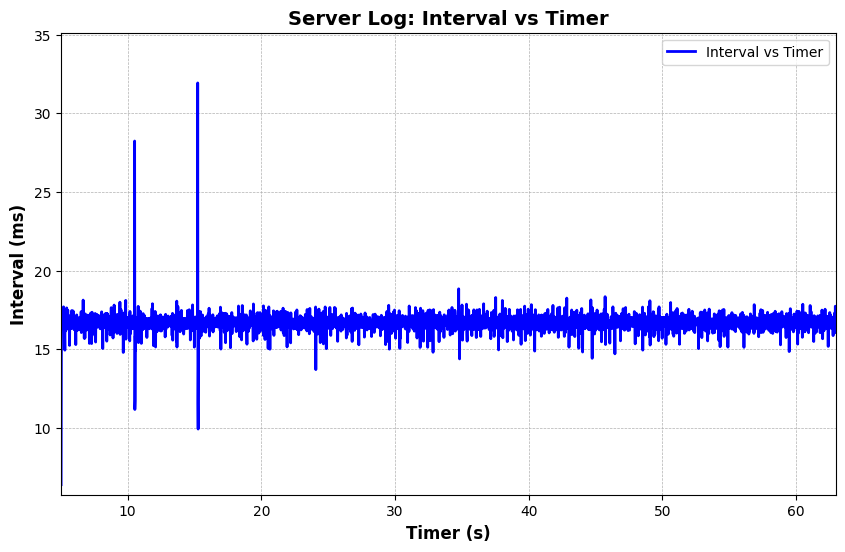 Server Log: Interval vs Timer
Interval vs Timer
Interval (ms)
35
30
25
20
15
10
10 20 30 40 50 60
Timer (s)